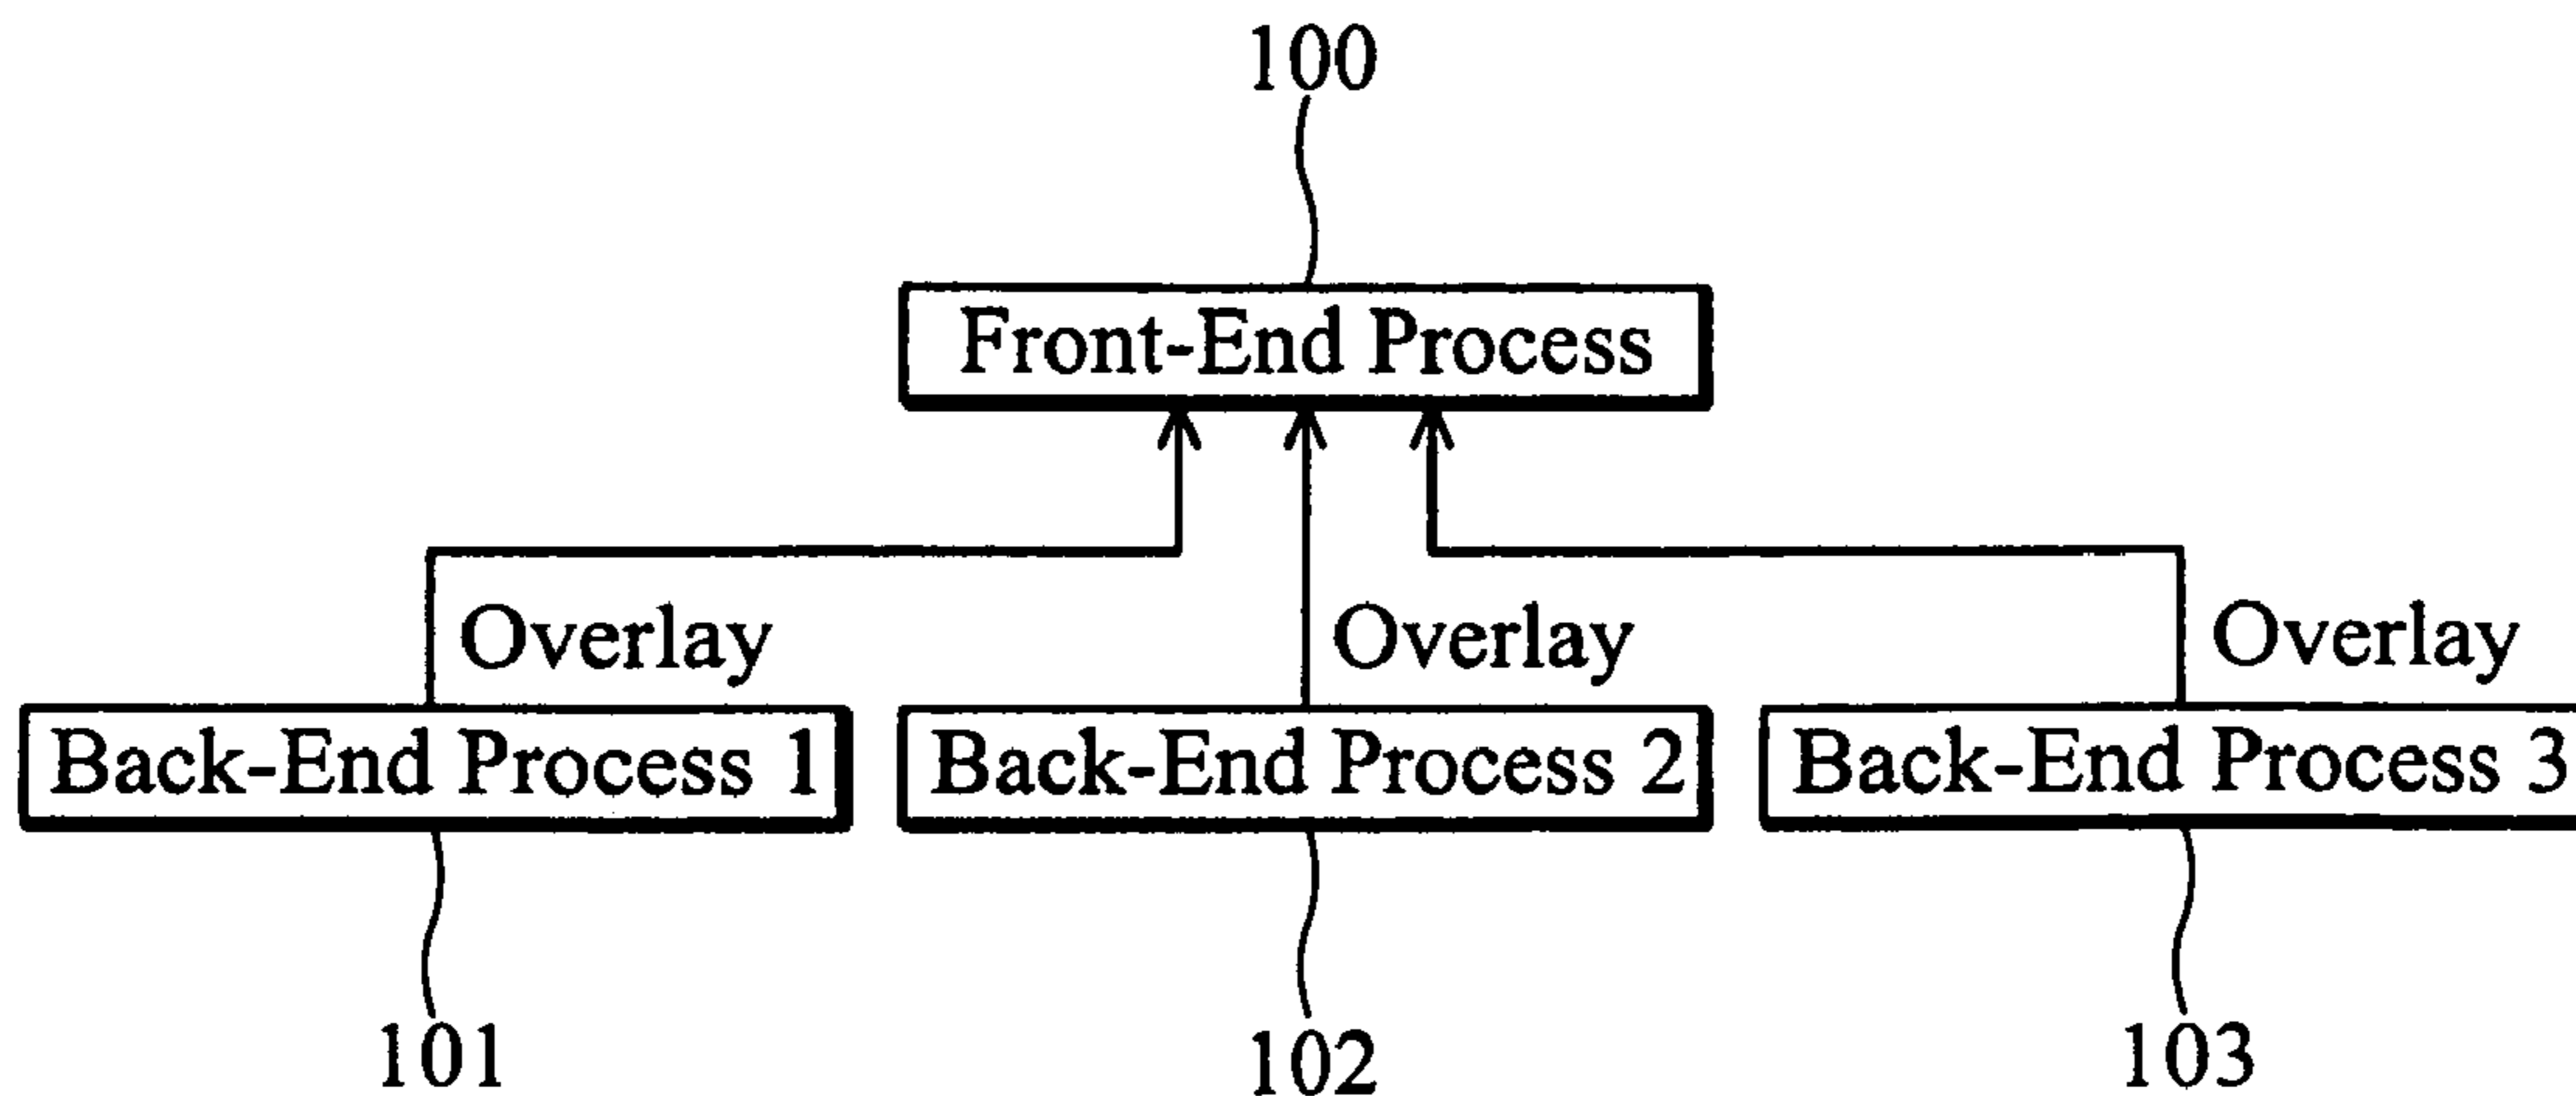 100
Front-End Process
Overlay Overlay Overlay
Back-End Process 1 Back-End Process 2 Back-End Process 3
101 102 103